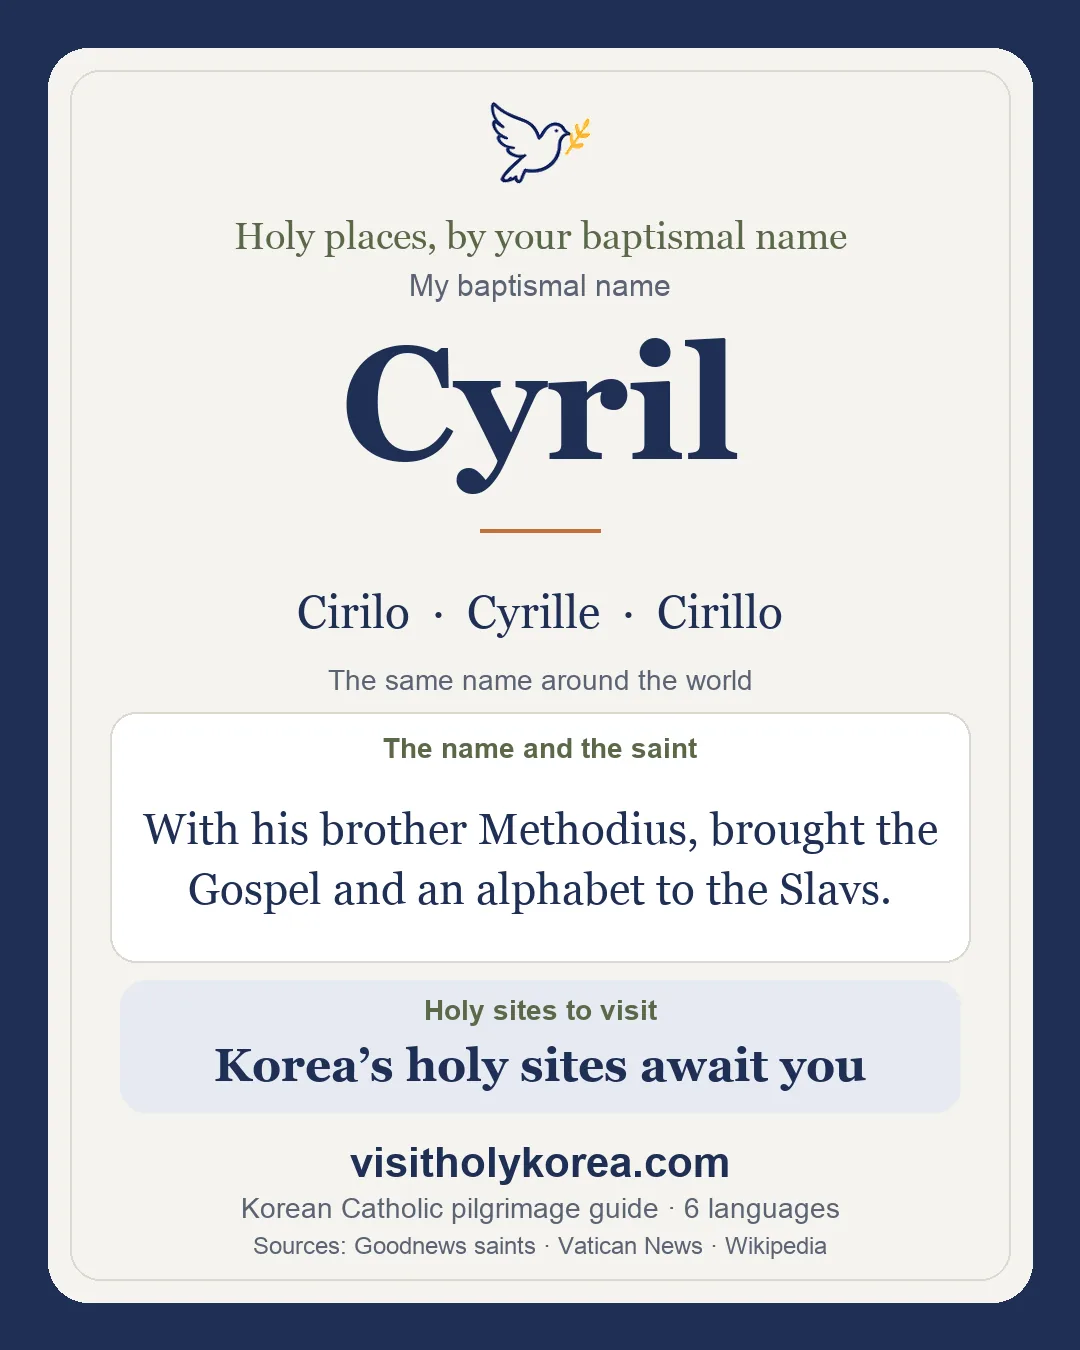 Holy places, by your baptismal name
My baptismal name
Cyril
Cirilo · Cyrille · Cirillo
The same name around the world
The name and the saint
With his brother Methodius, brought the
Gospel and an alphabet to the Slavs.
Holy sites to visit
Korea’s holy sites await you
visitholykorea.com
Korean Catholic pilgrimage guide · 6 languages
Sources: Goodnews saints · Vatican News · Wikipedia